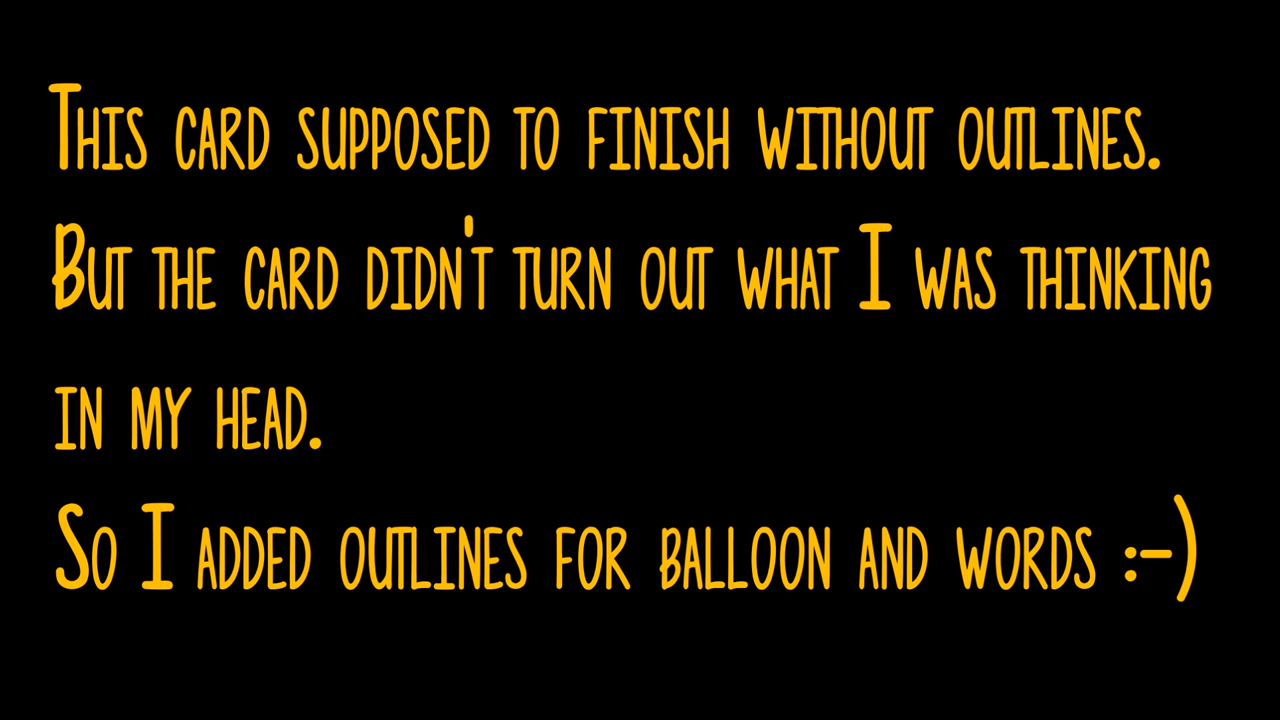 This card supposed to finish without outlines.
But the card didn't turn out what I was thinking
in my head.
So I added outlines for balloon and words :-)